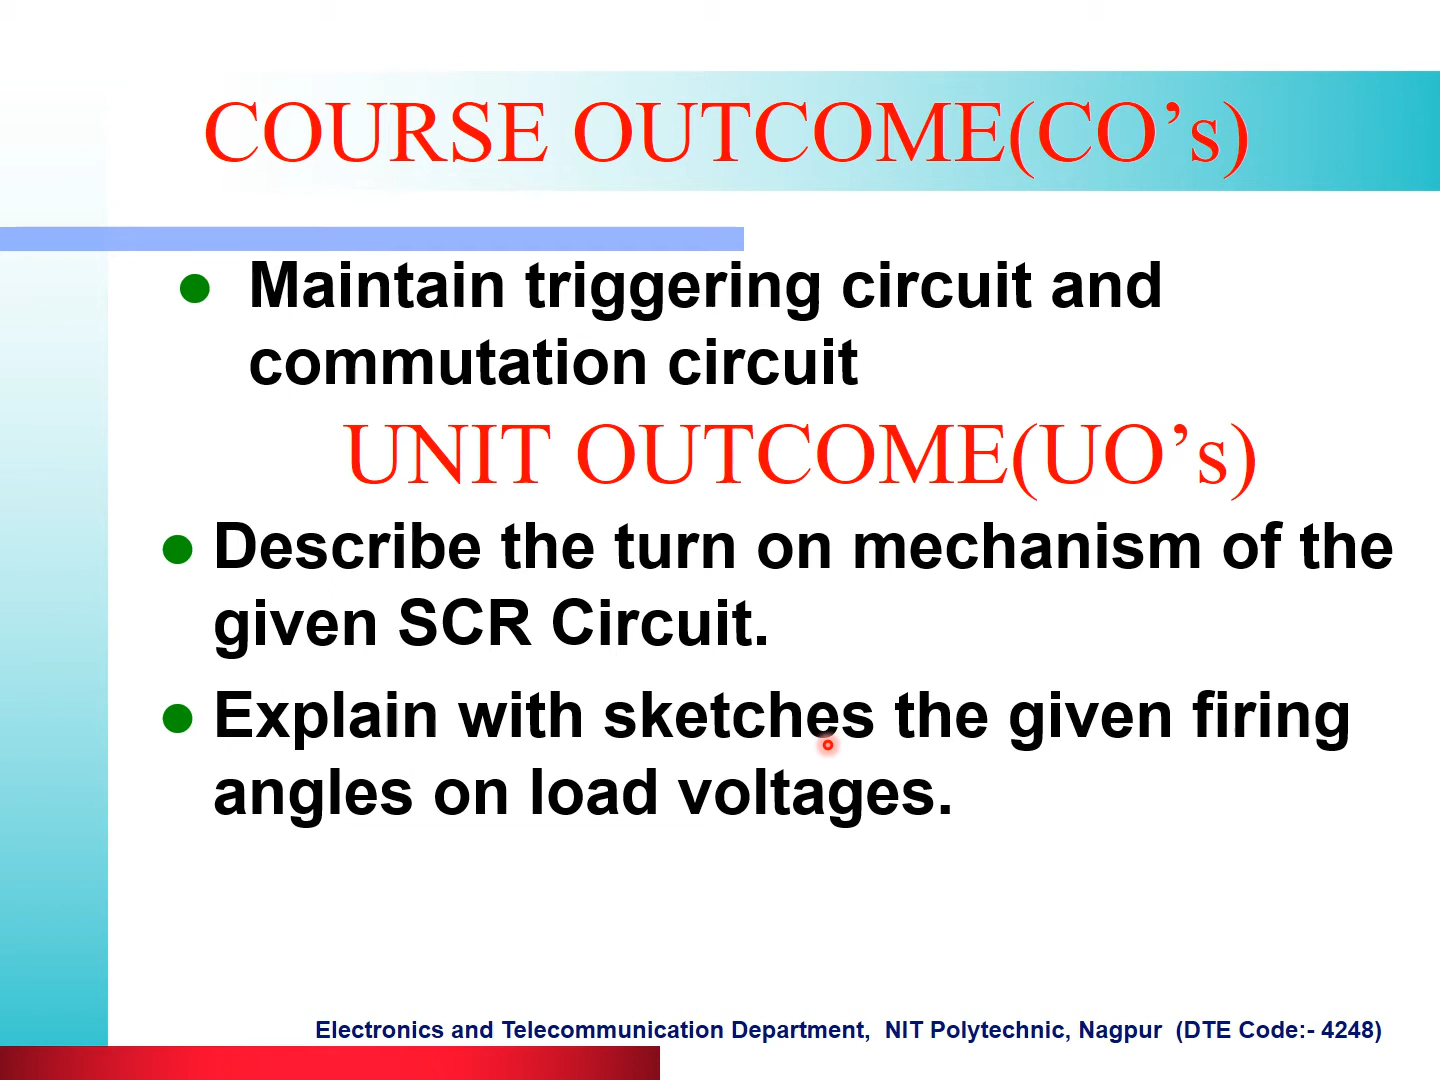 COURSE OUTCOME(CO’s)
Maintain triggering circuit and
commutation circuit
UNIT OUTCOME(UO’s)
Describe the turn on mechanism of the
given SCR Circuit.
Explain with sketches the given firing
angles on load voltages.
Electronics and Telecommunication Department, NIT Polytechnic, Nagpur (DTE Code:- 4248)